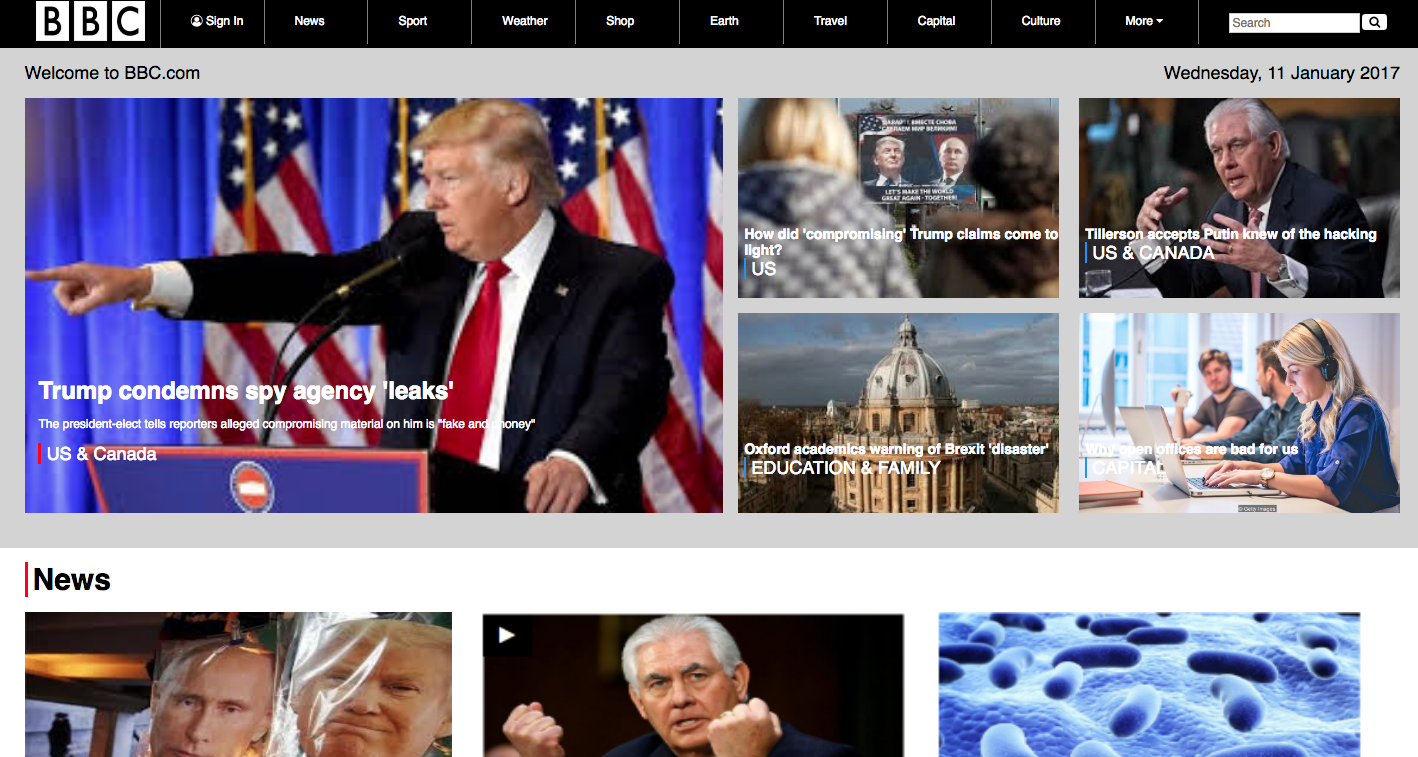 BBC
Sign In
News
Sport
Weather
Shop
Earth
Travel
Capital
Culture
More
Search
Welcome to BBC.com
Wednesday, 11 January 2017
Trump condemns spy agency 'leaks'
The president-elect tells reporters alleged compromising material on him is "fake and phoney"
US & Canada
ВМЕСТЕ СНОВА
СДЕЛАЕМ МИР ВЕЛИКИМ!
LET'S MAKE THE WORLD
GREAT AGAIN - TOGETHER!
How did 'compromising' Trump claims come to
light?
US
Tillerson accepts Putin knew of the hacking
US & CANADA
Oxford academics warning of Brexit 'disaster'
EDUCATION & FAMILY
Why open offices are bad for us
CAPITAL
© Getty Images
News